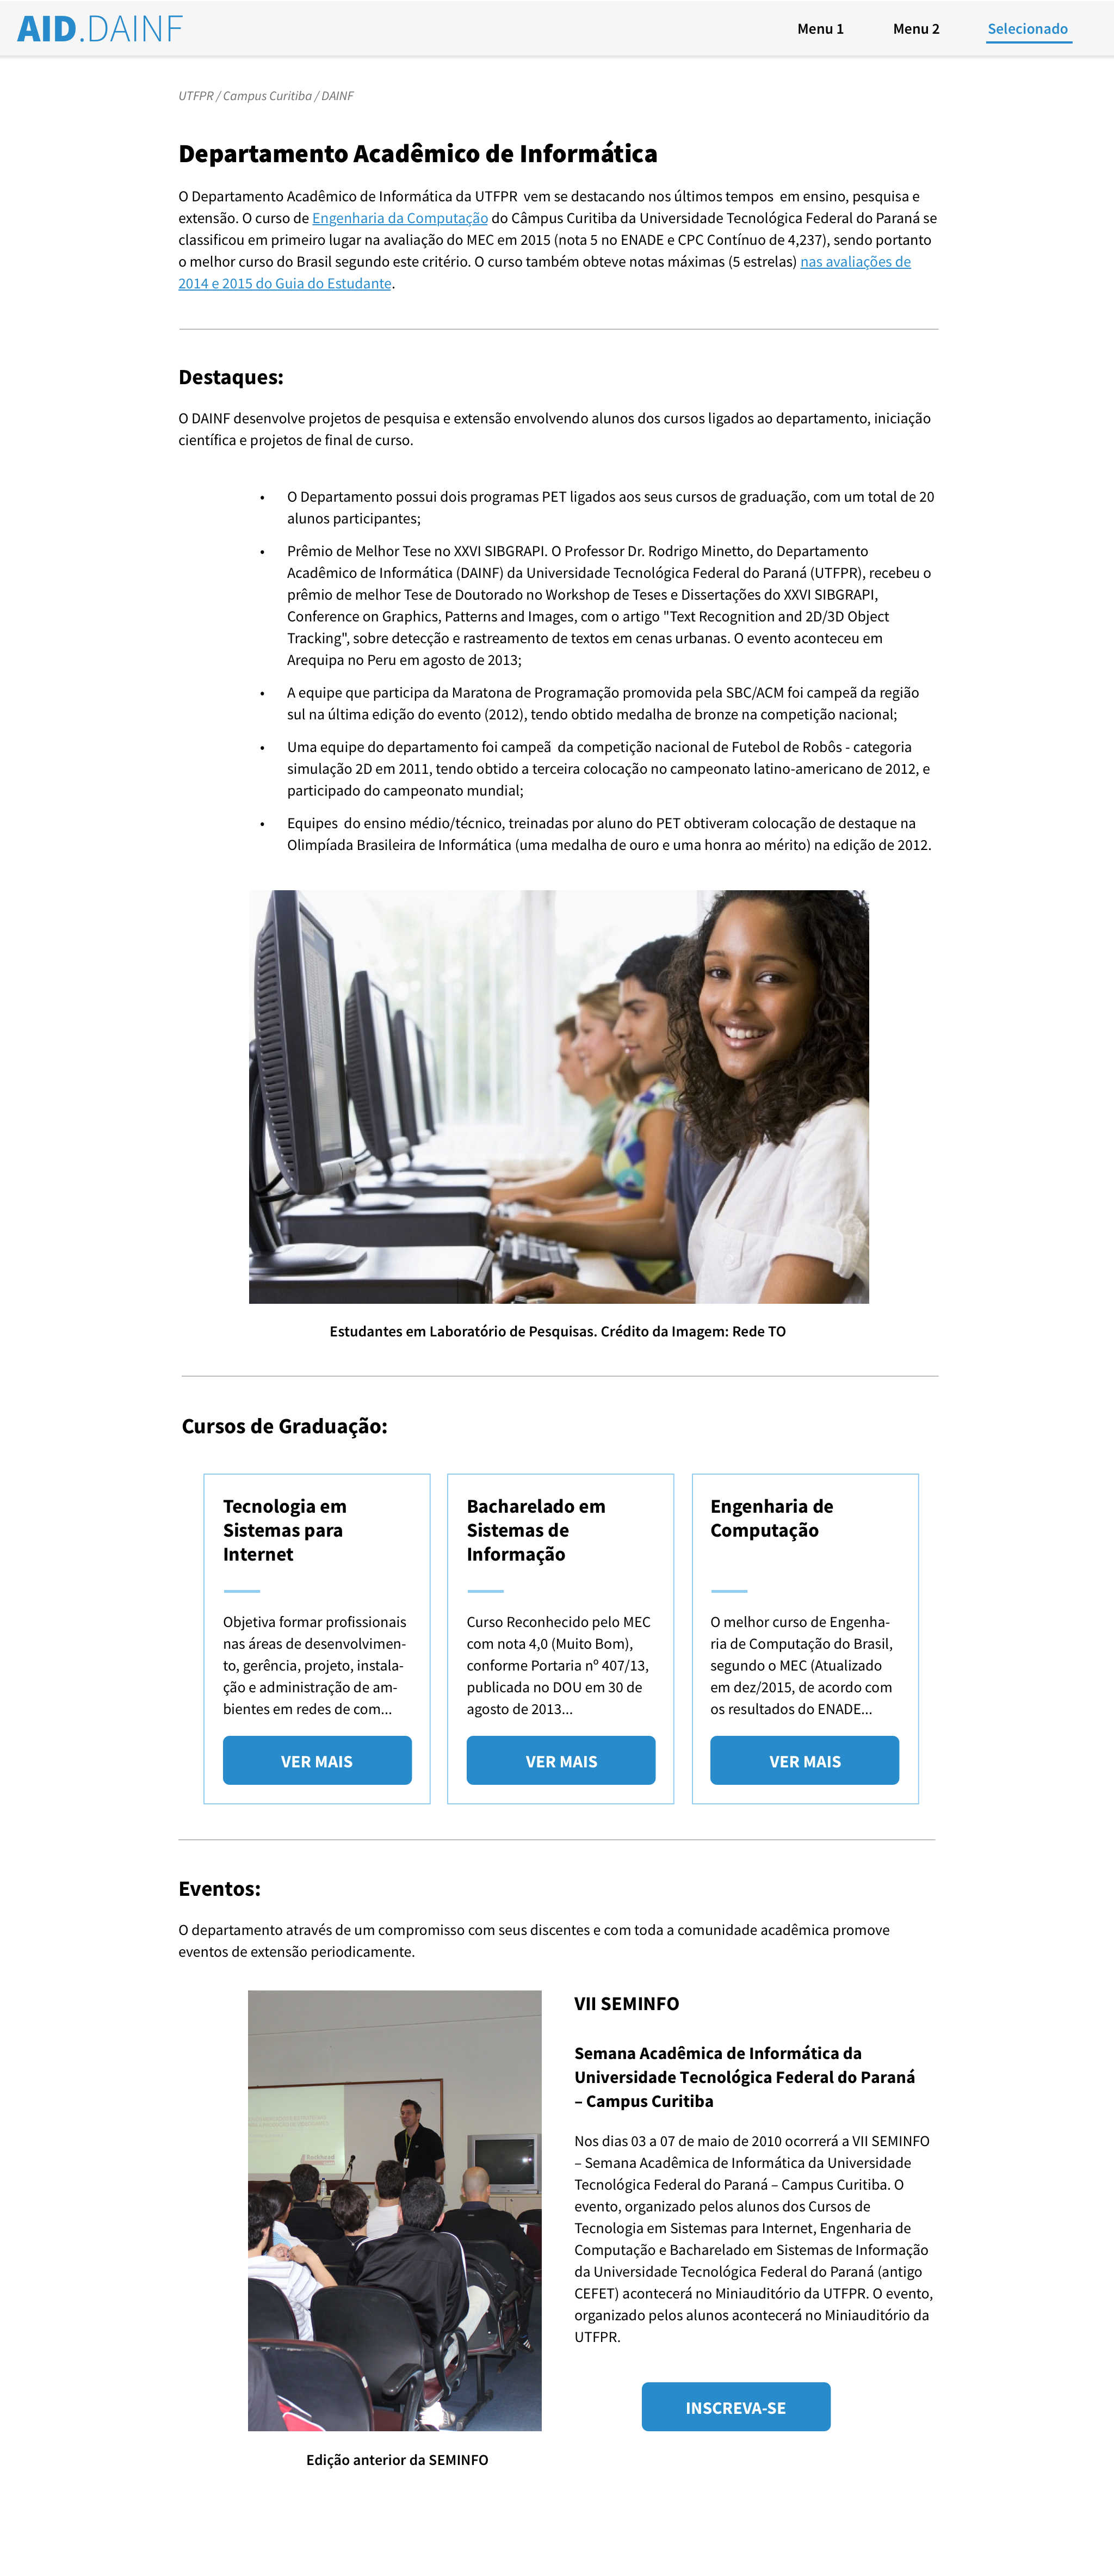 AID.DAINF
Menu 1
Menu 2
Selecionado
UTFPR / Campus Curitiba / DAINF
Departamento Acadêmico de Informática
O Departamento Acadêmico de Informática da UTFPR  vem se destacando nos últimos tempos  em ensino, pesquisa e
extensão. O curso de Engenharia da Computação do Câmpus Curitiba da Universidade Tecnológica Federal do Paraná se
classificou em primeiro lugar na avaliação do MEC em 2015 (nota 5 no ENADE e CPC Contínuo de 4,237), sendo portanto
o melhor curso do Brasil segundo este critério. O curso também obteve notas máximas (5 estrelas) nas avaliações de
2014 e 2015 do Guia do Estudante.
Destaques:
O DAINF desenvolve projetos de pesquisa e extensão envolvendo alunos dos cursos ligados ao departamento, iniciação
científica e projetos de final de curso.
• O Departamento possui dois programas PET ligados aos seus cursos de graduação, com um total de 20
alunos participantes;
• Prêmio de Melhor Tese no XXVI SIBGRAPI. O Professor Dr. Rodrigo Minetto, do Departamento
Acadêmico de Informática (DAINF) da Universidade Tecnológica Federal do Paraná (UTFPR), recebeu o
prêmio de melhor Tese de Doutorado no Workshop de Teses e Dissertações do XXVI SIBGRAPI,
Conference on Graphics, Patterns and Images, com o artigo "Text Recognition and 2D/3D Object
Tracking", sobre detecção e rastreamento de textos em cenas urbanas. O evento aconteceu em
Arequipa no Peru em agosto de 2013;
• A equipe que participa da Maratona de Programação promovida pela SBC/ACM foi campeã da região
sul na última edição do evento (2012), tendo obtido medalha de bronze na competição nacional;
• Uma equipe do departamento foi campeã  da competição nacional de Futebol de Robôs - categoria
simulação 2D em 2011, tendo obtido a terceira colocação no campeonato latino-americano de 2012, e
participado do campeonato mundial;
• Equipes  do ensino médio/técnico, treinadas por aluno do PET obtiveram colocação de destaque na
Olimpíada Brasileira de Informática (uma medalha de ouro e uma honra ao mérito) na edição de 2012.
Estudantes em Laboratório de Pesquisas. Crédito da Imagem: Rede TO
Cursos de Graduação:
Tecnologia em
Sistemas para
Internet
Objetiva formar profissionais
nas áreas de desenvolvimen-
to, gerência, projeto, instala-
ção e administração de am-
bientes em redes de com...
VER MAIS
Bacharelado em
Sistemas de
Informação
Curso Reconhecido pelo MEC
com nota 4,0 (Muito Bom),
conforme Portaria nº 407/13,
publicada no DOU em 30 de
agosto de 2013...
VER MAIS
Engenharia de
Computação
O melhor curso de Engenha-
ria de Computação do Brasil,
segundo o MEC (Atualizado
em dez/2015, de acordo com
os resultados do ENADE...
VER MAIS
Eventos:
O departamento através de um compromisso com seus discentes e com toda a comunidade acadêmica promove
eventos de extensão periodicamente.
VII SEMINFO
Semana Acadêmica de Informática da
Universidade Tecnológica Federal do Paraná
– Campus Curitiba
Nos dias 03 a 07 de maio de 2010 ocorrerá a VII SEMINFO
– Semana Acadêmica de Informática da Universidade
Tecnológica Federal do Paraná – Campus Curitiba. O
evento, organizado pelos alunos dos Cursos de
Tecnologia em Sistemas para Internet, Engenharia de
Computação e Bacharelado em Sistemas de Informação
da Universidade Tecnológica Federal do Paraná (antigo
CEFET) acontecerá no Miniauditório da UTFPR. O evento,
organizado pelos alunos acontecerá no Miniauditório da
UTFPR.
INSCREVA-SE
Edição anterior da SEMINFO